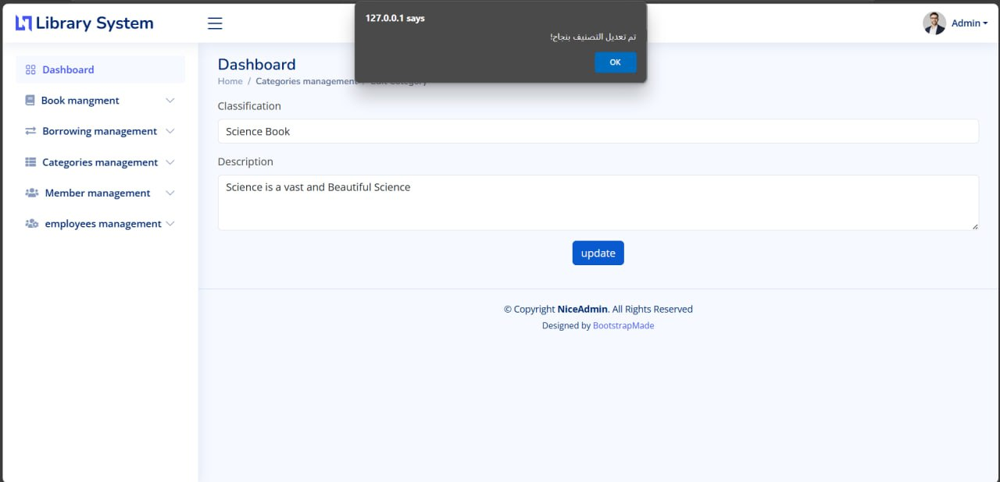 Library System
127.0.0.1 says
تم تعديل التصنيف بنجاح!
OK
Admin
Dashboard
Book mangment
Borrowing management
Categories management
Member management
employees management
Dashboard
Home / Categories management / Edit Category
Classification
Science Book
Description
Science is a vast and Beautiful Science
update
© Copyright NiceAdmin. All Rights Reserved
Designed by BootstrapMade